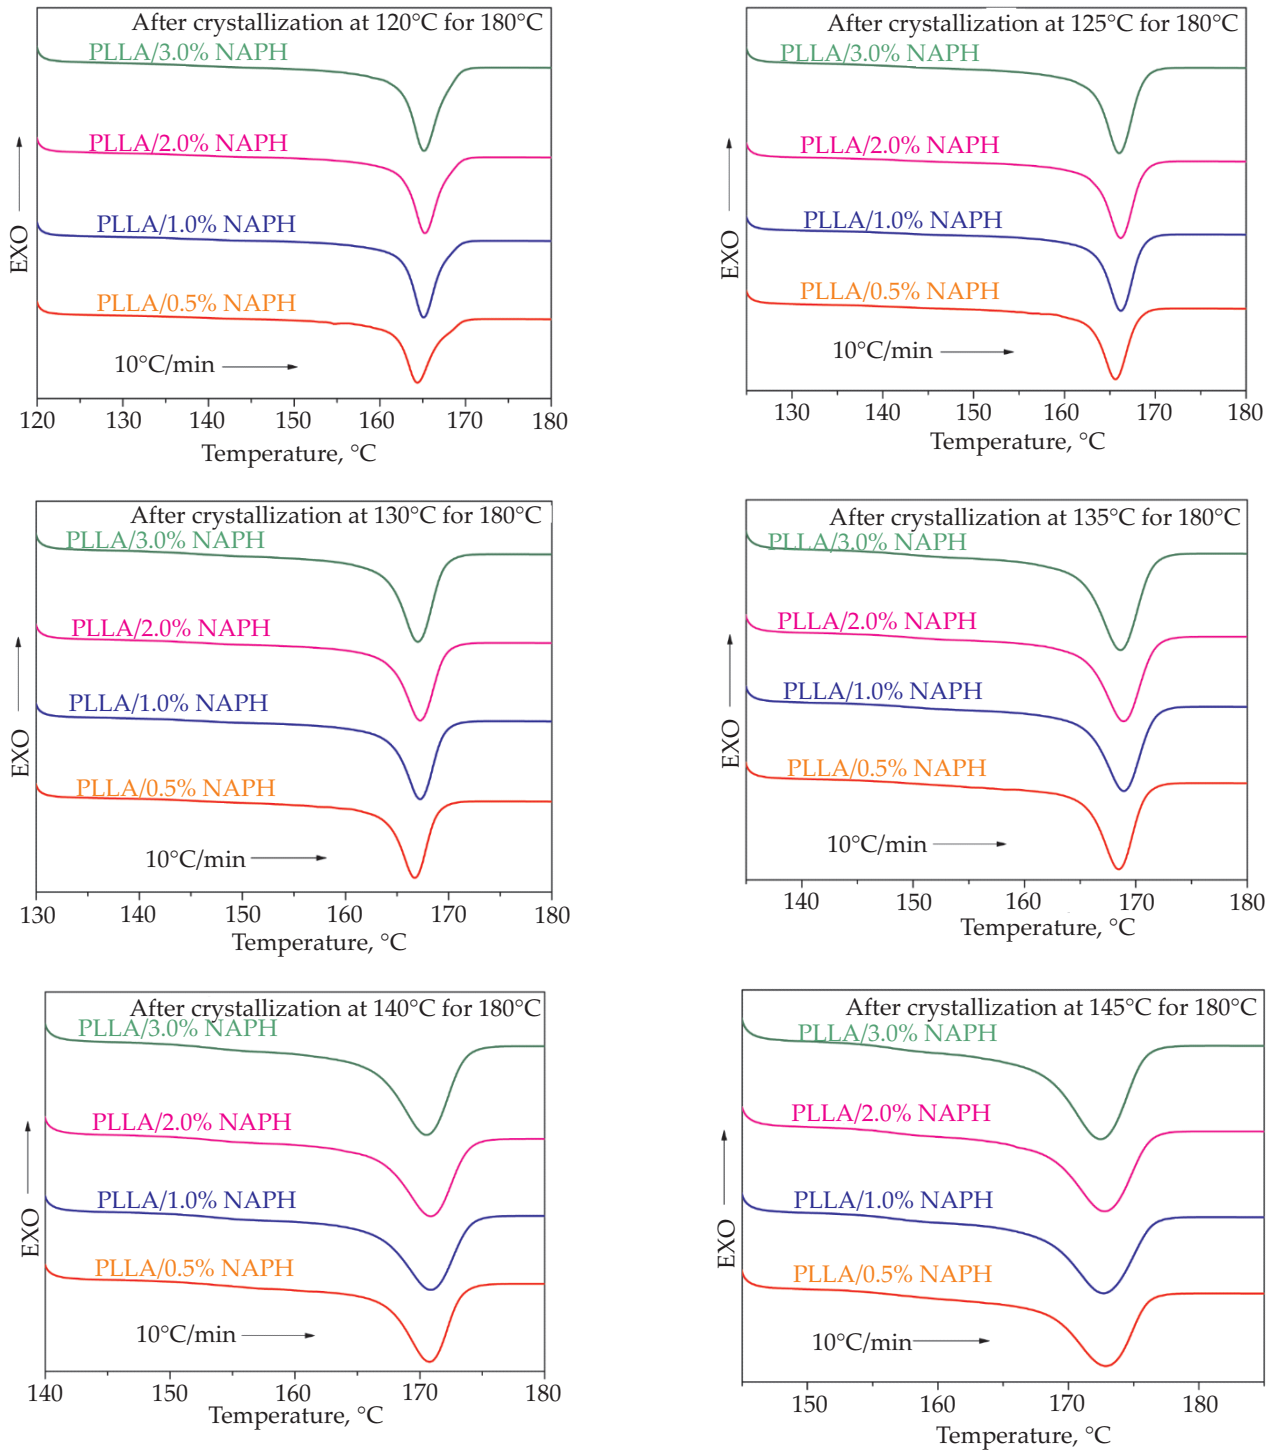 After crystallization at 120°C for 180°C
PLLA/3.0% NAPH
PLLA/2.0% NAPH
PLLA/1.0% NAPH
PLLA/0.5% NAPH
10°C/min
EXO
120 130 140 150 160 170 180
Temperature, °C
After crystallization at 125°C for 180°C
PLLA/3.0% NAPH
PLLA/2.0% NAPH
PLLA/1.0% NAPH
PLLA/0.5% NAPH
10°C/min
EXO
130 140 150 160 170 180
Temperature, °C
After crystallization at 130°C for 180°C
PLLA/3.0% NAPH
PLLA/2.0% NAPH
PLLA/1.0% NAPH
PLLA/0.5% NAPH
10°C/min
EXO
130 140 150 160 170 180
Temperature, °C
After crystallization at 135°C for 180°C
PLLA/3.0% NAPH
PLLA/2.0% NAPH
PLLA/1.0% NAPH
PLLA/0.5% NAPH
10°C/min
EXO
140 150 160 170 180
Temperature, °C
After crystallization at 140°C for 180°C
PLLA/3.0% NAPH
PLLA/2.0% NAPH
PLLA/1.0% NAPH
PLLA/0.5% NAPH
10°C/min
EXO
140 150 160 170 180
Temperature, °C
After crystallization at 145°C for 180°C
PLLA/3.0% NAPH
PLLA/2.0% NAPH
PLLA/1.0% NAPH
PLLA/0.5% NAPH
10°C/min
EXO
150 160 170 180
Temperature, °C